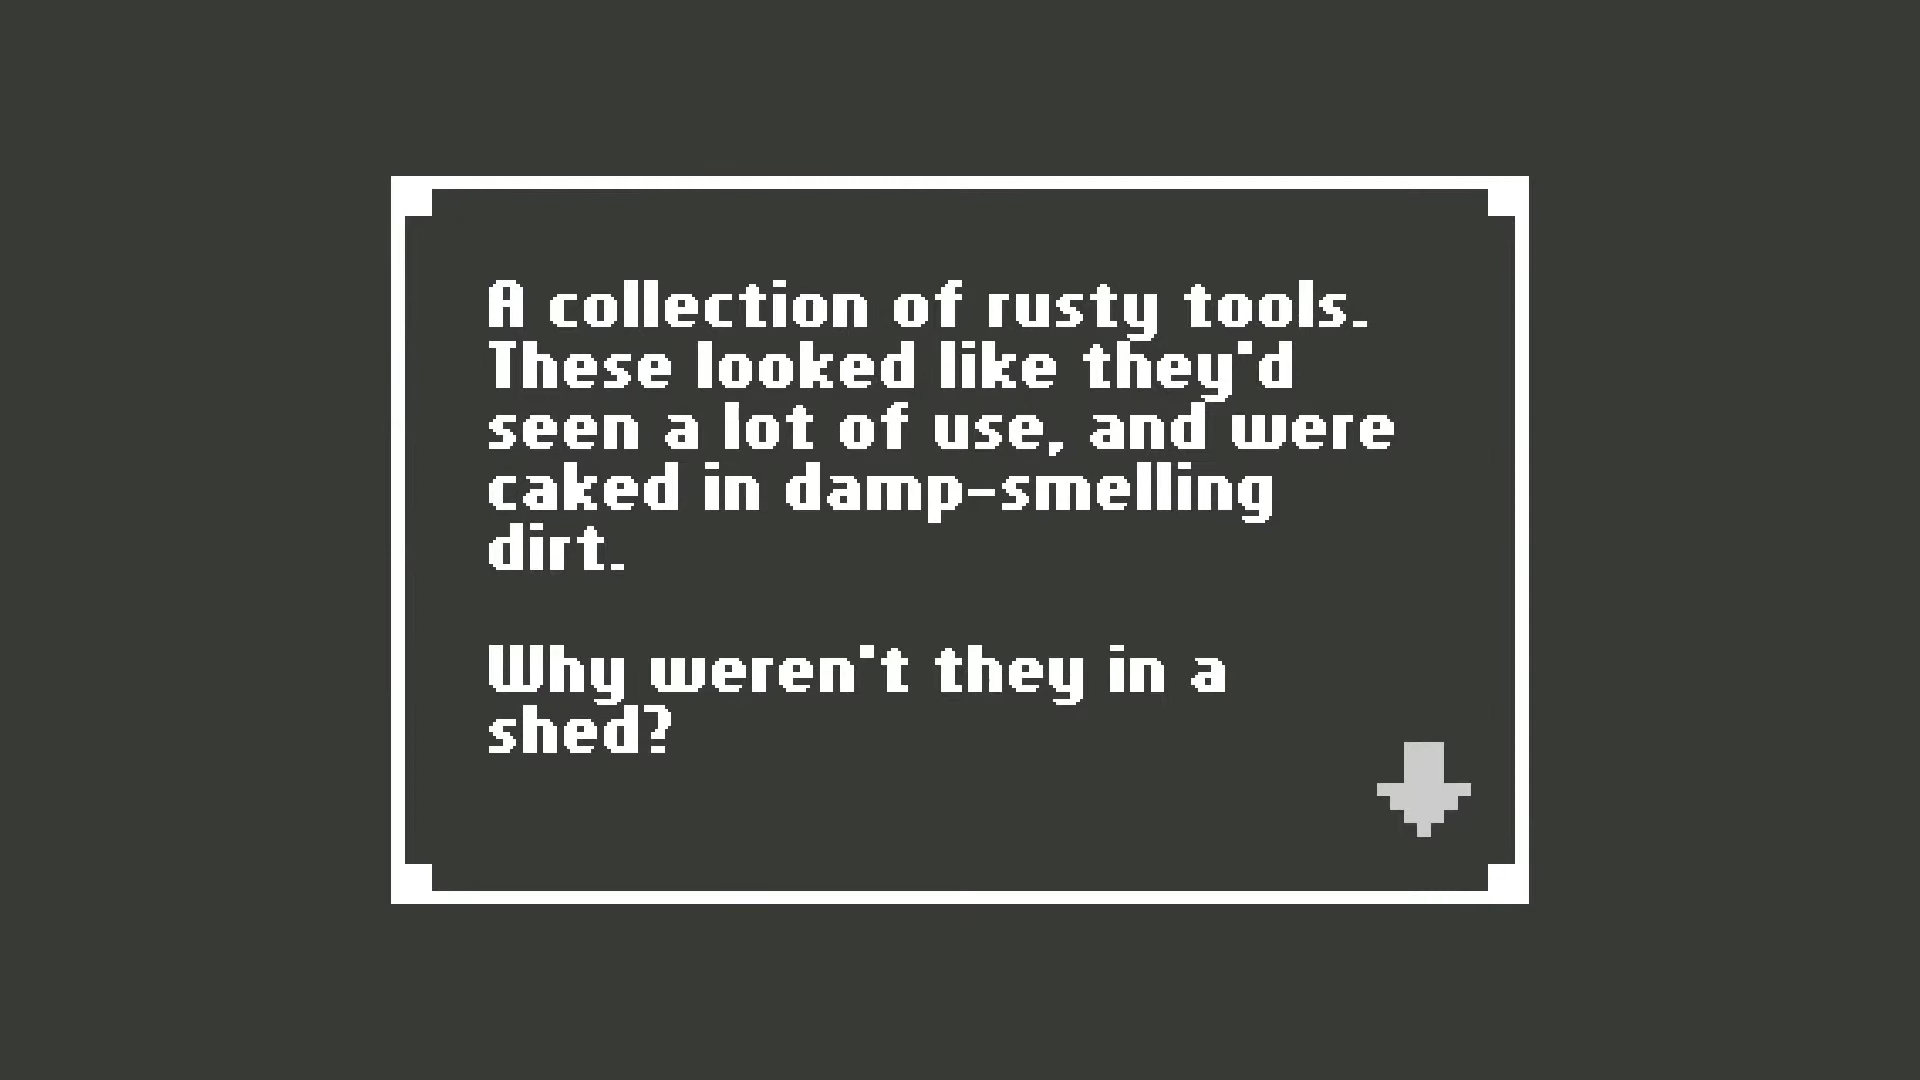 A collection of rusty tools.
These looked like they'd
seen a lot of use, and were
caked in damp-smelling
dirt.
Why weren't they in a
shed?